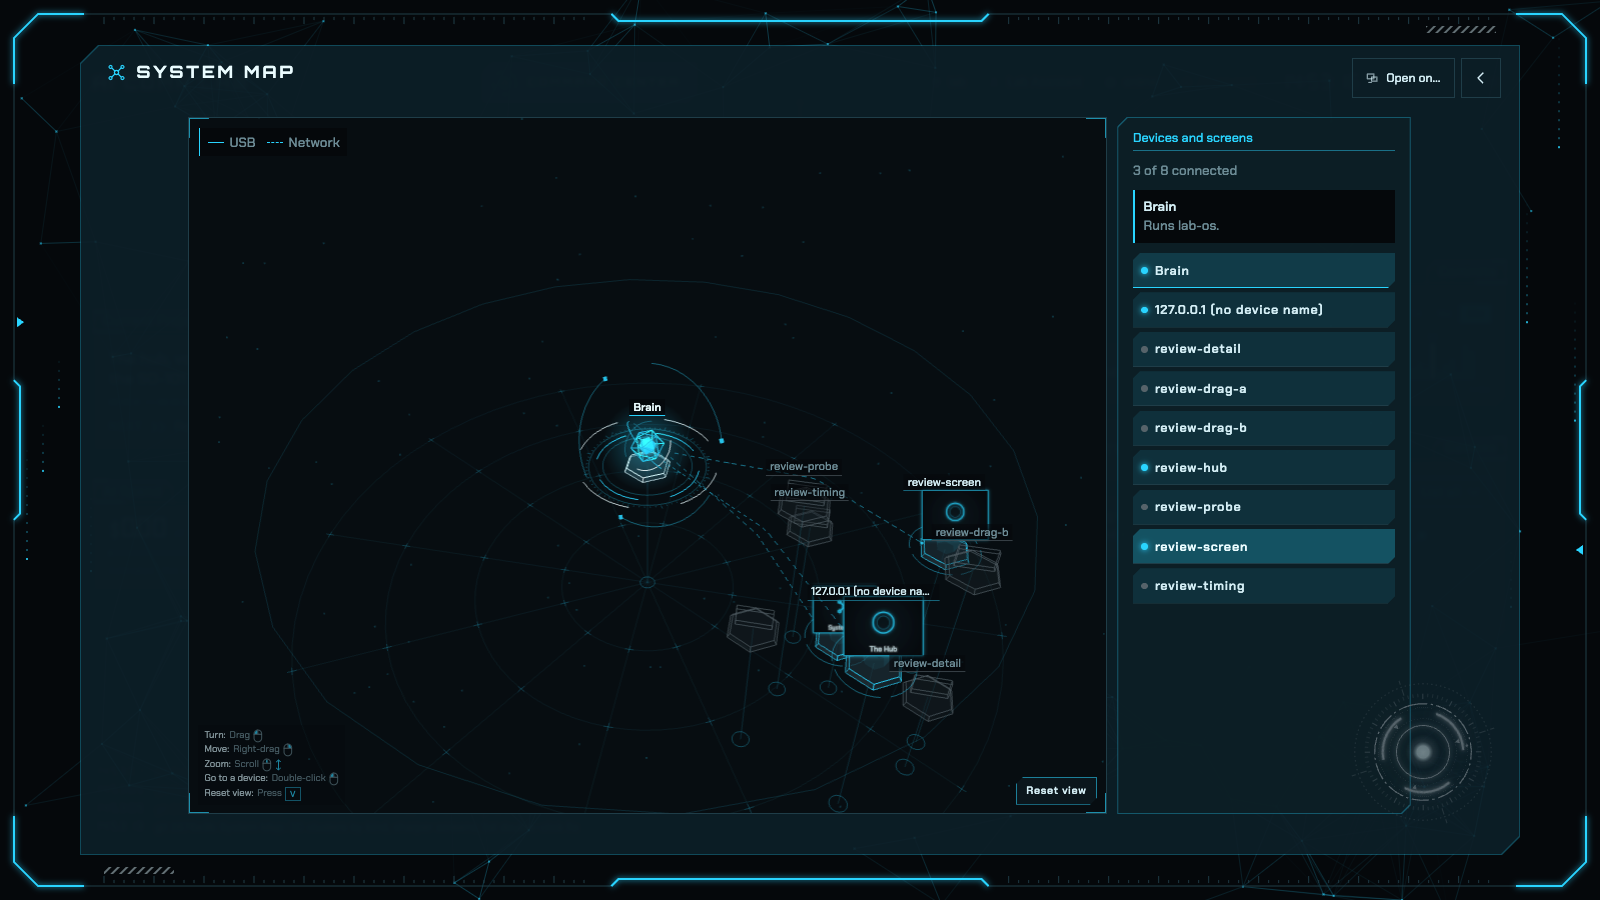 SYSTEM MAP
Open on...
USB
Network
Devices and screens
3 of 8 connected
Brain
Runs lab-os.
Brain
127.0.0.1 (no device name)
review-detail
review-drag-a
review-drag-b
review-hub
review-probe
review-screen
review-timing
Brain
review-probe
review-timing
review-screen
review-drag-b
127.0.0.1 (no device na...
The Hub
review-detail
Turn: Drag
Move: Right-drag
Zoom: Scroll
Go to a device: Double-click
Reset view: Press V
Reset view